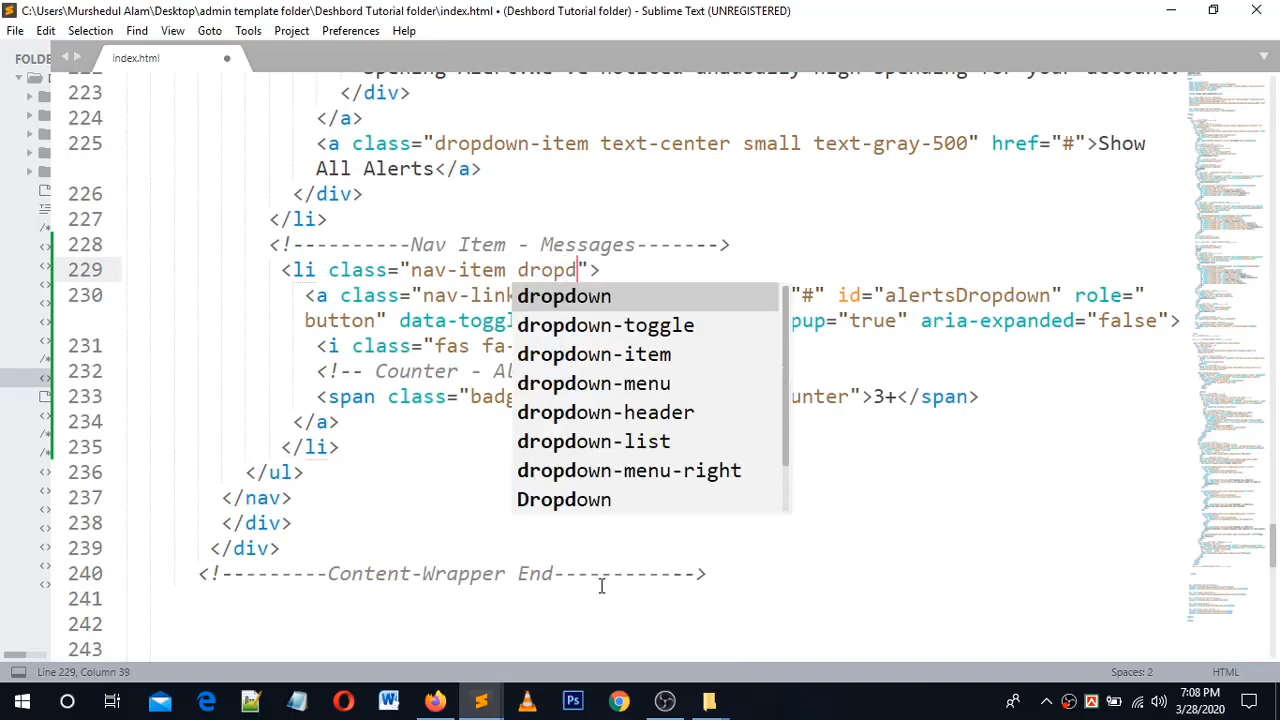 C:\Users\Murshedul Alam\Desktop\admin template folder\Deshbord Tutorial folder\index.html • (Deshbord Tutorial folder) - Sublime Text (UNREGISTERED)
File Edit Selection Find View Goto Tools Project Preferences Help
FOLDE
index.html
223 </div>
224 </a>
225 <a class="dropdown-item text-center small text-gray-500" href="#">Show
All Alerts</a>
226 </div>
227 </li>
228 <!----------Nav Item - Messages------->
229 <li class="nav-item dropod">
230 <a class="nav-lin "#" id="alertsDropdown" role="
button" data-toggl popup="true" aria-expanded="false">
231 <i class="fas f
232 <!-- Counter - Al
233 <span class="badg ounter">3+</span>
234 </a>
235 </li>
236 </ul>
237 </nav>
238 </div>
239 </div>
240 <!---------Content-Wrapper End------------>
241
242
243
dropdown
dropdown-toggle
dropdown-item
dropdown-menu
dropdown-header
dropdown-list
dropdown-menu-right
Dropdown
Line 229, Column 39
Spaces: 2
HTML
7:08 PM
3/28/2020